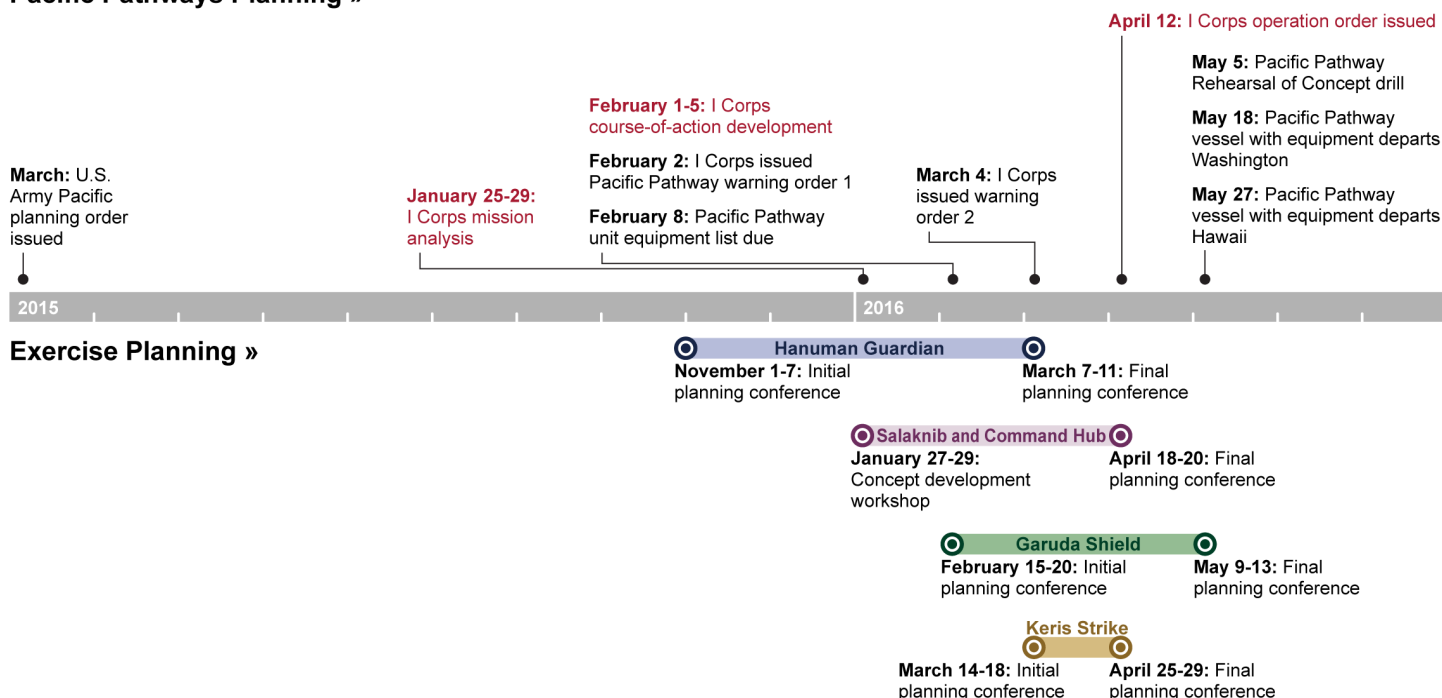 Pacific Pathways Planning »
April 12: I Corps operation order issued
May 5: Pacific Pathway
Rehearsal of Concept drill
May 18: Pacific Pathway
vessel with equipment departs
Washington
May 27: Pacific Pathway
vessel with equipment departs
Hawaii
February 1-5: I Corps
course-of-action development
February 2: I Corps issued
Pacific Pathway warning order 1
February 8: Pacific Pathway
unit equipment list due
March 4: I Corps
issued warning
order 2
March: U.S.
Army Pacific
planning order
issued
January 25-29:
I Corps mission
analysis
2015
2016
Exercise Planning »
Hanuman Guardian
November 1-7: Initial
planning conference
March 7-11: Final
planning conference
Salaknib and Command Hub
January 27-29:
Concept development
workshop
April 18-20: Final
planning conference
Garuda Shield
February 15-20: Initial
planning conference
May 9-13: Final
planning conference
Keris Strike
March 14-18: Initial
planning conference
April 25-29: Final
planning conference